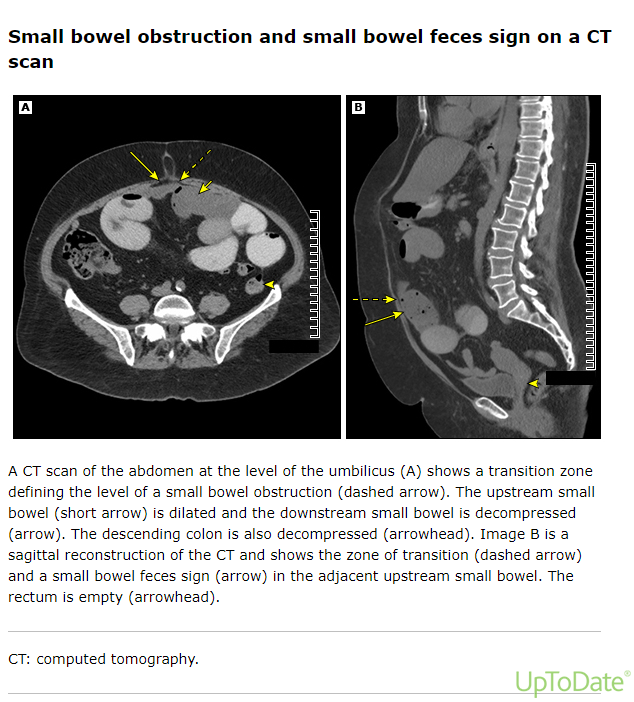 Small bowel obstruction and small bowel feces sign on a CT
scan
A
B
A CT scan of the abdomen at the level of the umbilicus (A) shows a transition zone
defining the level of a small bowel obstruction (dashed arrow). The upstream small
bowel (short arrow) is dilated and the downstream small bowel is decompressed
(arrow). The descending colon is also decompressed (arrowhead). Image B is a
sagittal reconstruction of the CT and shows the zone of transition (dashed arrow)
and a small bowel feces sign (arrow) in the adjacent upstream small bowel. The
rectum is empty (arrowhead).
CT: computed tomography.
UpToDate®